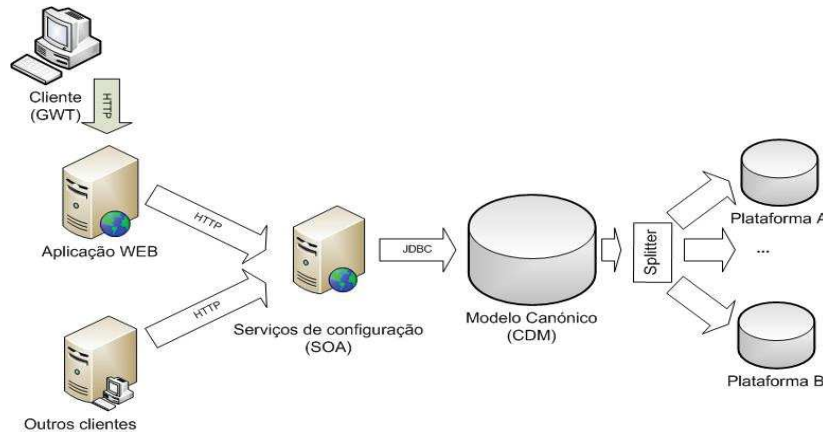 Cliente
(GWT)
HTTP
Aplicação WEB
HTTP
HTTP
Outros clientes
Serviços de configuração
(SOA)
JDBC
Modelo Canónico
(CDM)
Splitter
Plataforma A
...
Plataforma B